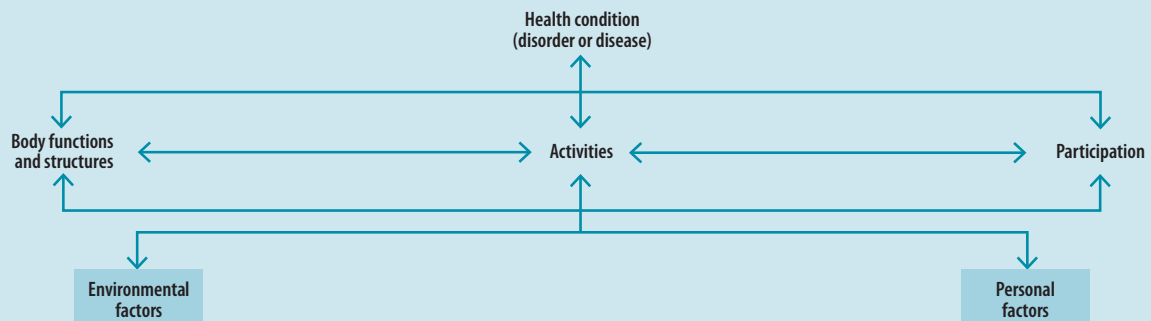 Health condition
(disorder or disease)
Body functions
and structures
Activities
Participation
Environmental
factors
Personal
factors